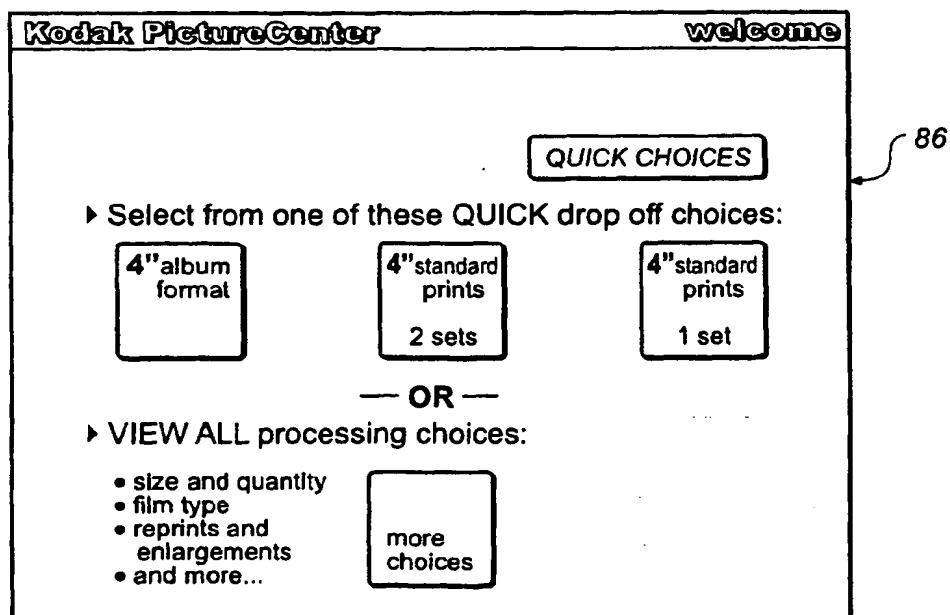 Kodak PictureCenter welcome
86
QUICK CHOICES
▸ Select from one of these QUICK drop off choices:
4" album
format
4" standard
prints
2 sets
4" standard
prints
1 set
— OR —
▸ VIEW ALL processing choices:
• size and quantity
• film type
• reprints and
enlargements
• and more...
more
choices